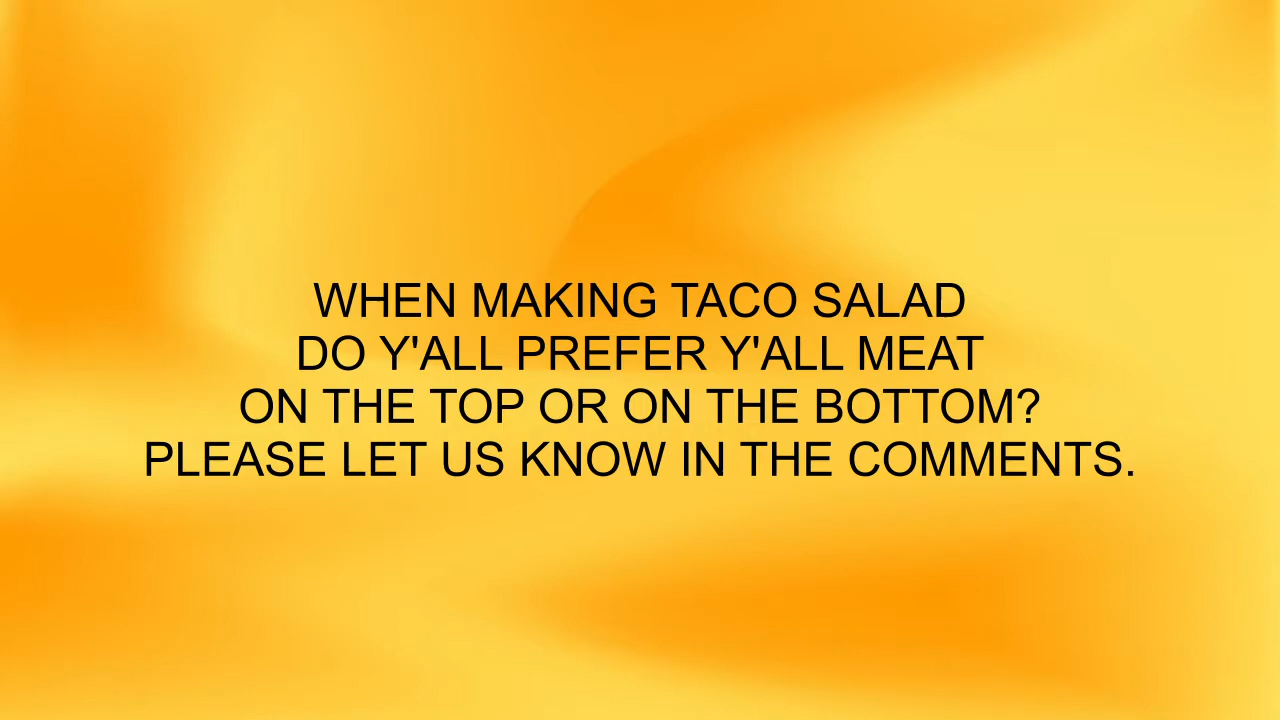 WHEN MAKING TACO SALAD
DO Y'ALL PREFER Y'ALL MEAT
ON THE TOP OR ON THE BOTTOM?
PLEASE LET US KNOW IN THE COMMENTS.